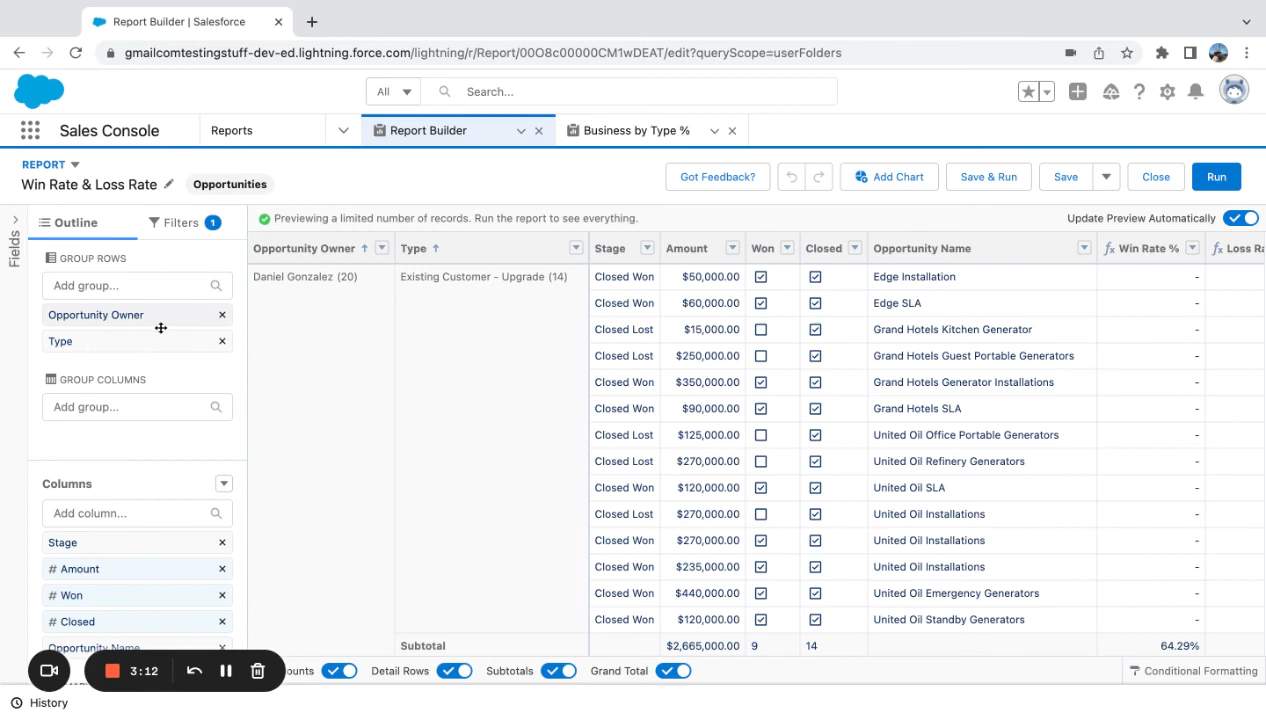 Report Builder | Salesforce
gmailcomtestingstuff-dev-ed.lightning.force.com/lightning/r/Report/00O8c00000CM1wDEAT/edit?queryScope=userFolders
All
Search...
Sales Console
Reports
Report Builder
Business by Type %
REPORT
Win Rate & Loss Rate
Opportunities
Got Feedback?
Add Chart
Save & Run
Save
Close
Run
Fields
Outline
Filters 1
Previewing a limited number of records. Run the report to see everything.
Update Preview Automatically
GROUP ROWS
Add group...
Opportunity Owner
Type
GROUP COLUMNS
Add group...
Columns
Add column...
Stage
# Amount
# Won
# Closed
Opportunity Name
Opportunity Owner Type Stage Amount Won Closed Opportunity Name fx Win Rate % fx Loss Ra
Daniel Gonzalez (20) Existing Customer - Upgrade (14) Closed Won $50,000.00 Edge Installation -
Closed Won $60,000.00 Edge SLA -
Closed Lost $15,000.00 Grand Hotels Kitchen Generator -
Closed Lost $250,000.00 Grand Hotels Guest Portable Generators -
Closed Won $350,000.00 Grand Hotels Generator Installations -
Closed Won $90,000.00 Grand Hotels SLA -
Closed Lost $125,000.00 United Oil Office Portable Generators -
Closed Lost $270,000.00 United Oil Refinery Generators -
Closed Won $120,000.00 United Oil SLA -
Closed Lost $270,000.00 United Oil Installations -
Closed Won $270,000.00 United Oil Installations -
Closed Won $235,000.00 United Oil Installations -
Closed Won $440,000.00 United Oil Emergency Generators -
Closed Won $120,000.00 United Oil Standby Generators -
Subtotal $2,665,000.00 9 14 64.29%
3:12
ounts
Detail Rows
Subtotals
Grand Total
Conditional Formatting
History